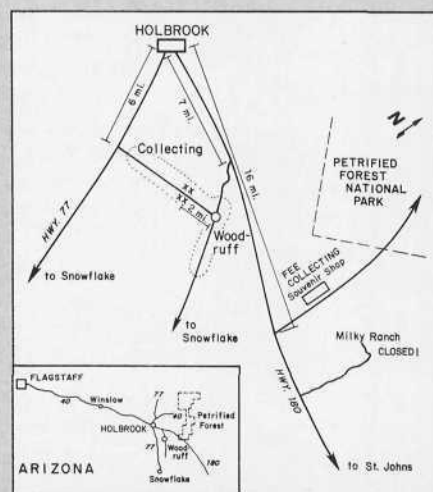 HOLBROOK
6 mi.
7 mi.
Collecting
16 mi.
N
PETRIFIED
FOREST
NATIONAL
PARK
HWY. 77
XX
XX 2 mi.
Wood-
ruff
to Snowflake
FEE
COLLECTING
Souvenir Shop
to
Snowflake
Milky Ranch
CLOSED!
HWY. 180
to St. Johns
FLAGSTAFF
40
Winslow
77
40
HOLBROOK
Petrified
Forest
77
Wood-
ruff
180
Snowflake
ARIZONA